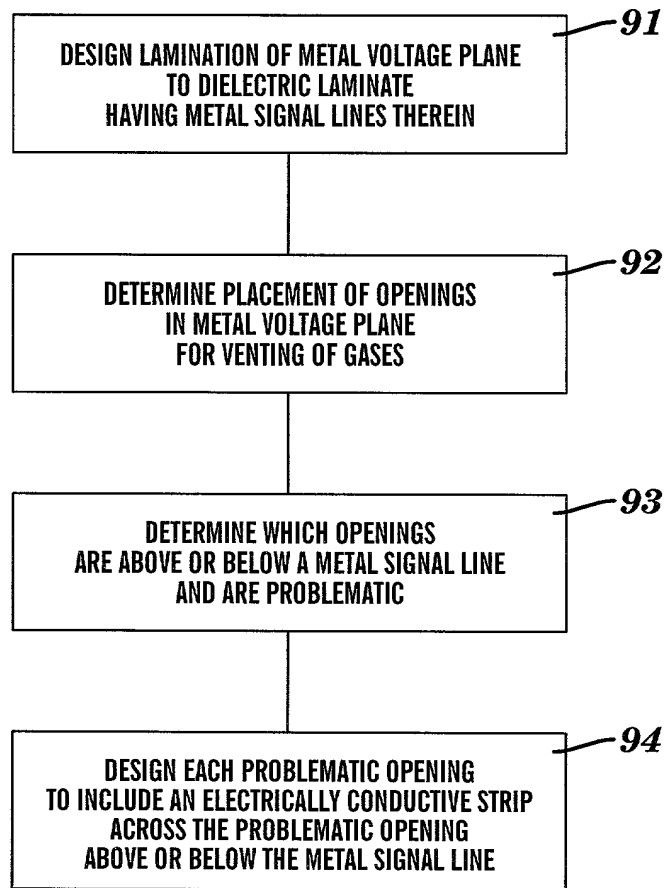 91
DESIGN LAMINATION OF METAL VOLTAGE PLANE
TO DIELECTRIC LAMINATE
HAVING METAL SIGNAL LINES THEREIN
92
DETERMINE PLACEMENT OF OPENINGS
IN METAL VOLTAGE PLANE
FOR VENTING OF GASES
93
DETERMINE WHICH OPENINGS
ARE ABOVE OR BELOW A METAL SIGNAL LINE
AND ARE PROBLEMATIC
94
DESIGN EACH PROBLEMATIC OPENING
TO INCLUDE AN ELECTRICALLY CONDUCTIVE STRIP
ACROSS THE PROBLEMATIC OPENING
ABOVE OR BELOW THE METAL SIGNAL LINE